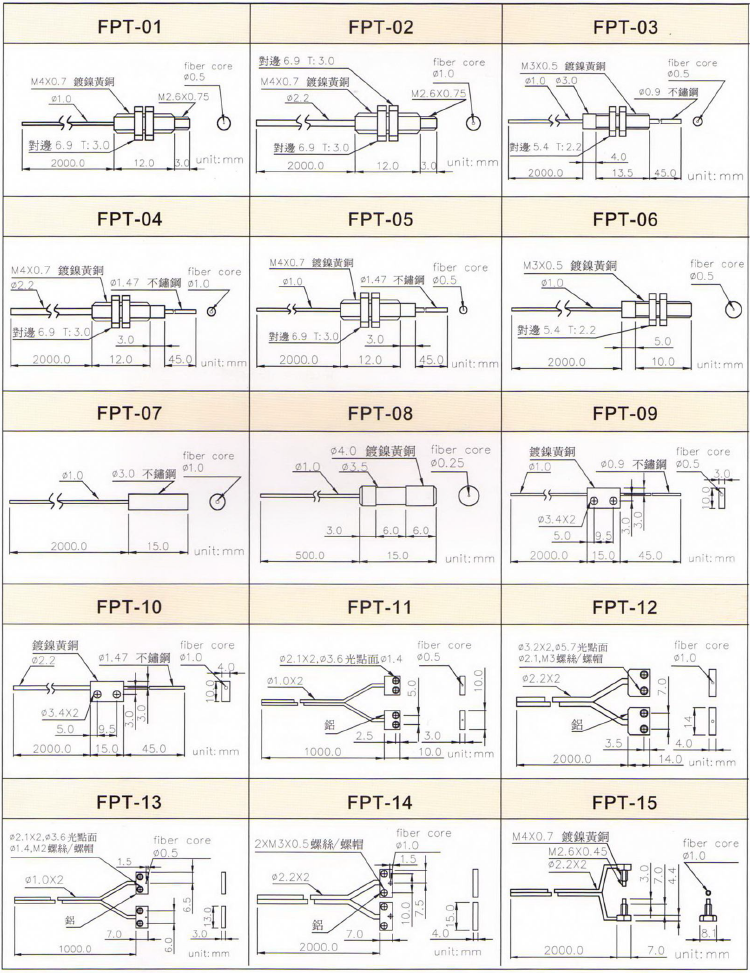 FPT-01
fiber core
ø0.5
M4X0.7 鍍鎳黃銅
ø1.0
M2.6X0.75
對邊 6.9 T: 3.0
2000.0
12.0
3.0
unit: mm
FPT-02
對邊 6.9 T: 3.0
fiber core
ø1.0
M4X0.7 鍍鎳黃銅
ø2.2
M2.6X0.75
對邊 6.9 T: 3.0
2000.0
12.0
3.0
unit: mm
FPT-03
fiber core
ø0.5
M3X0.5 鍍鎳黃銅
ø1.0 ø3.0
ø0.9 不鏽鋼
對邊 5.4 T: 2.2
4.0
2000.0
13.5
45.0
unit: mm
FPT-04
fiber core
ø1.0
M4X0.7 鍍鎳黃銅
ø2.2
ø1.47 不鏽鋼
對邊 6.9 T: 3.0
3.0
2000.0
12.0
45.0
unit: mm
FPT-05
fiber core
ø0.5
M4X0.7 鍍鎳黃銅
ø1.0
ø1.47 不鏽鋼
對邊 6.9 T: 3.0
3.0
2000.0
12.0
45.0
unit: mm
FPT-06
fiber core
ø0.5
M3X0.5 鍍鎳黃銅
ø1.0
對邊 5.4 T: 2.2
5.0
2000.0
10.0
unit: mm
FPT-07
fiber core
ø1.0
ø1.0
ø3.0 不鏽鋼
2000.0
15.0
unit: mm
FPT-08
ø4.0 鍍鎳黃銅
fiber core
ø0.25
ø1.0
ø3.5
3.0
6.0
6.0
500.0
15.0
unit: mm
FPT-09
鍍鎳黃銅
fiber core
ø0.5
ø1.0
ø0.9 不鏽鋼
3.0
10.0
ø3.4X2
5.0
9.5
3.0
3.0
2000.0
15.0
45.0
unit: mm
FPT-10
鍍鎳黃銅
fiber core
ø1.0
ø2.2
ø1.47 不鏽鋼
4.0
10.0
ø3.4X2
5.0
9.5
3.0
3.0
2000.0
15.0
45.0
unit: mm
FPT-11
fiber core
ø0.5
ø2.1X2,ø3.6 光點面ø1.4
ø1.0X2
5.0
10.0
鋁
2.5
3.0
1000.0
10.0
unit: mm
FPT-12
ø3.2X2,ø5.7 光點面
ø2.1,M3 螺絲/螺帽
fiber core
ø1.0
ø2.2X2
7.0
14
鋁
3.5
4.0
2000.0
14.0
unit: mm
FPT-13
ø2.1X2,ø3.6 光點面
ø1.4,M2 螺絲/螺帽
fiber core
ø0.5
1.5
ø1.0X2
6.5
13.0
鋁
7.0
6.0
3.0
1000.0
unit: mm
FPT-14
fiber core
ø1.0
2XM3X0.5 螺絲/螺帽
1.5
ø2.2X2
10.0
7.5
15.0
鋁
7.0
4.0
2000.0
unit: mm
FPT-15
M4X0.7 鍍鎳黃銅
M2.6X0.45
ø2.2X2
fiber core
ø1.0
3.0
7.0
4.4
8.1
2000.0
7.0
unit: mm